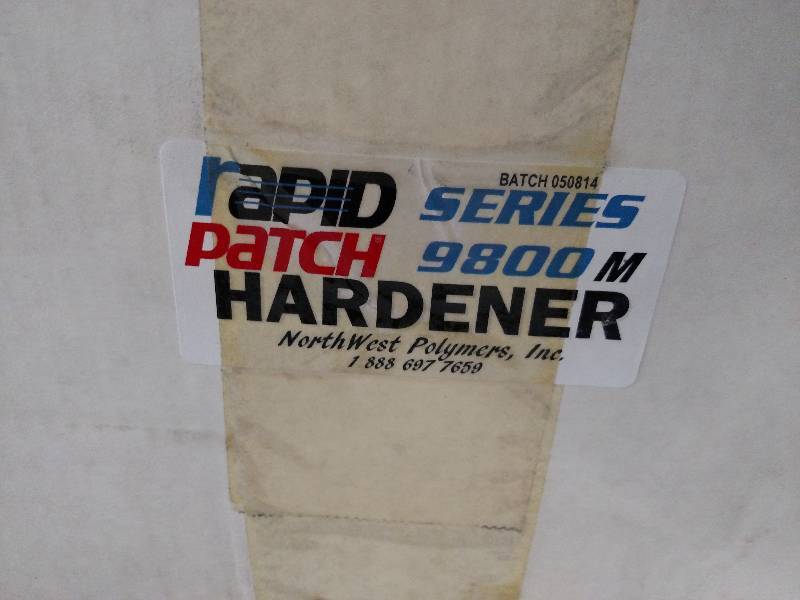 BATCH 050814
rapid SERIES
patch 9800 M
HARDENER
NorthWest Polymers, Inc.
1 888 697 7659